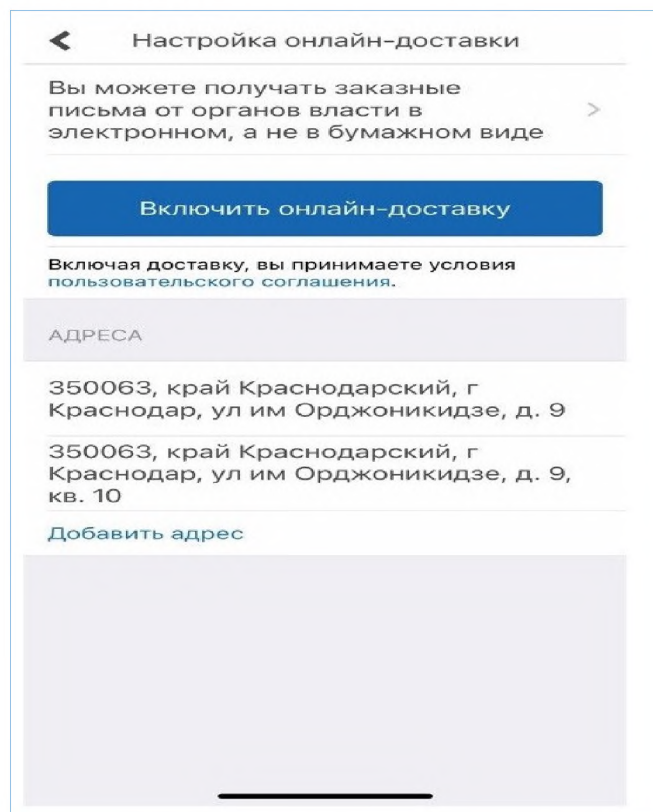 Настройка онлайн-доставки
Вы можете получать заказные
письма от органов власти в
электронном, а не в бумажном виде
Включить онлайн-доставку
Включая доставку, вы принимаете условия
пользовательского соглашения.
АДРЕСА
350063, край Краснодарский, г
Краснодар, ул им Орджоникидзе, д. 9
350063, край Краснодарский, г
Краснодар, ул им Орджоникидзе, д. 9,
кв. 10
Добавить адрес